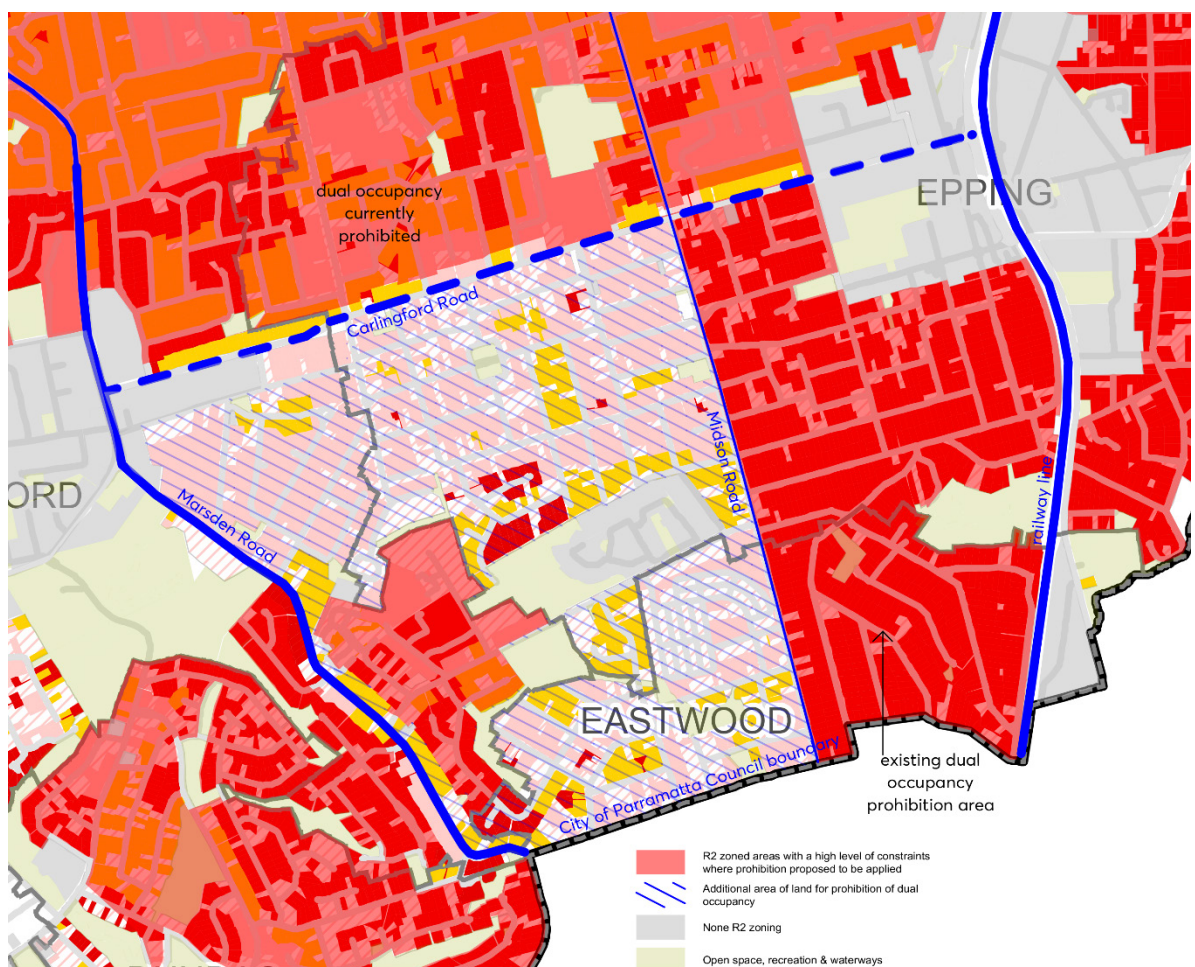 dual occupancy
currently
prohibited
EPPING
Carlingford Road
Midson Road
ORD
Marsden Road
railway line
EASTWOOD
City of Parramatta Council boundary
existing dual
occupancy
prohibition area
R2 zoned areas with a high level of constraints
where prohibition proposed to be applied
Additional area of land for prohibition of dual
occupancy
None R2 zoning
Open space, recreation & waterways